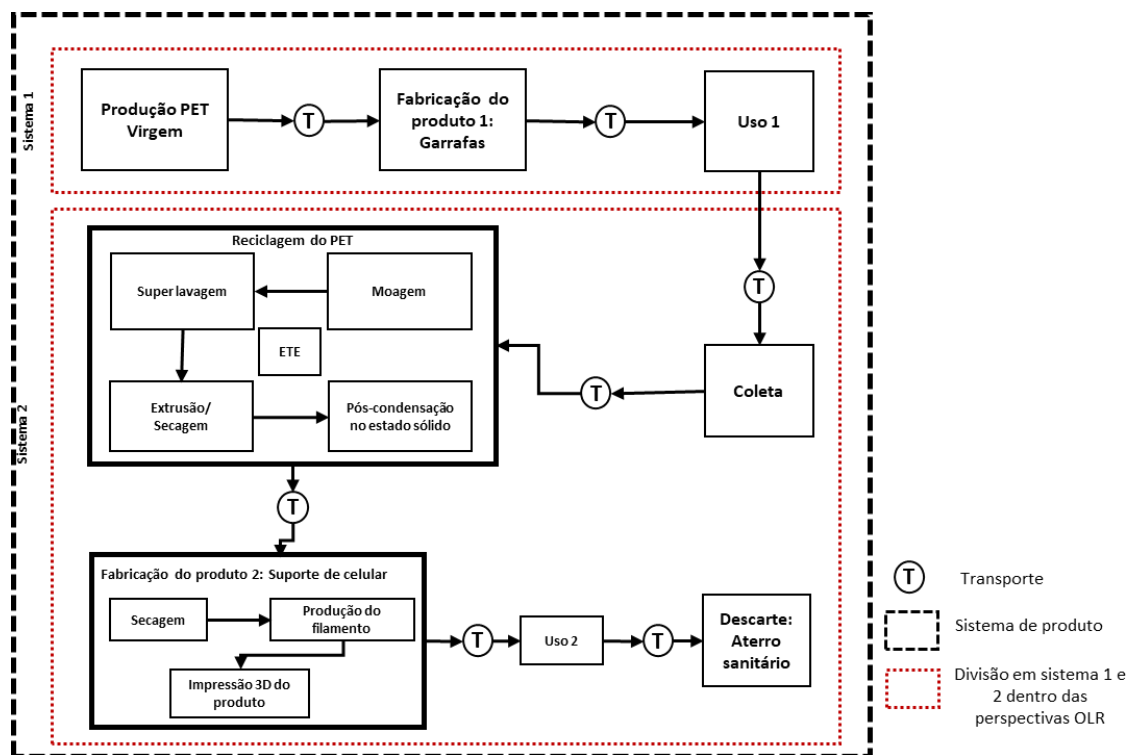 Sistema 1
Produção PET
Virgem
T
Fabricação do
produto 1:
Garrafas
T
Uso 1
T
Sistema 2
Reciclagem do PET
Super lavagem
Moagem
ETE
Extrusão/
Secagem
Pós-condensação
no estado sólido
T
Coleta
T
Fabricação do produto 2: Suporte de celular
Secagem
Produção do
filamento
Impressão 3D do
produto
T
Uso 2
T
Descarte:
Aterro
sanitário
T
Transporte
Sistema de produto
Divisão em sistema 1 e
2 dentro das
perspectivas OLR